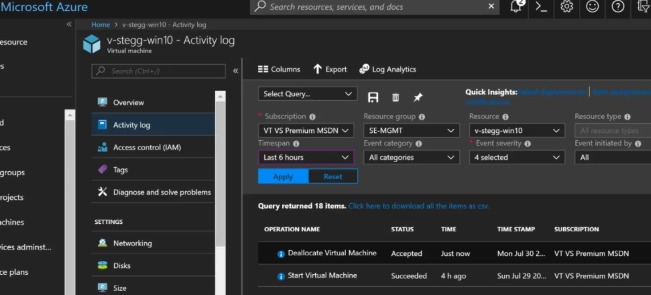 Microsoft Azure
Search resources, services, and docs
Home > v-stegg-win10 - Activity log
v-stegg-win10 - Activity log
Virtual machine
esource
s
d
ces
groups
rojects
achines
vices adminst...
ce plans
Search (Ctrl+/)
Overview
Activity log
Access control (IAM)
Tags
Diagnose and solve problems
SETTINGS
Networking
Disks
Size
Columns Export Log Analytics
Select Query...
Quick Insights:
* Subscription Resource group * Resource Resource type
VT VS Premium MSDN SE-MGMT v-stegg-win10 All resource types
Timespan Event category * Event severity Event initiated by
Last 6 hours All categories 4 selected All
Apply Reset
Query returned 18 items. Click here to download all the items as csv.
OPERATION NAME STATUS TIME TIME STAMP SUBSCRIPTION
Deallocate Virtual Machine Accepted Just now Mon Jul 30 2... VT VS Premium MSDN
Start Virtual Machine Succeeded 4 h ago Sun Jul 29 20... VT VS Premium MSDN